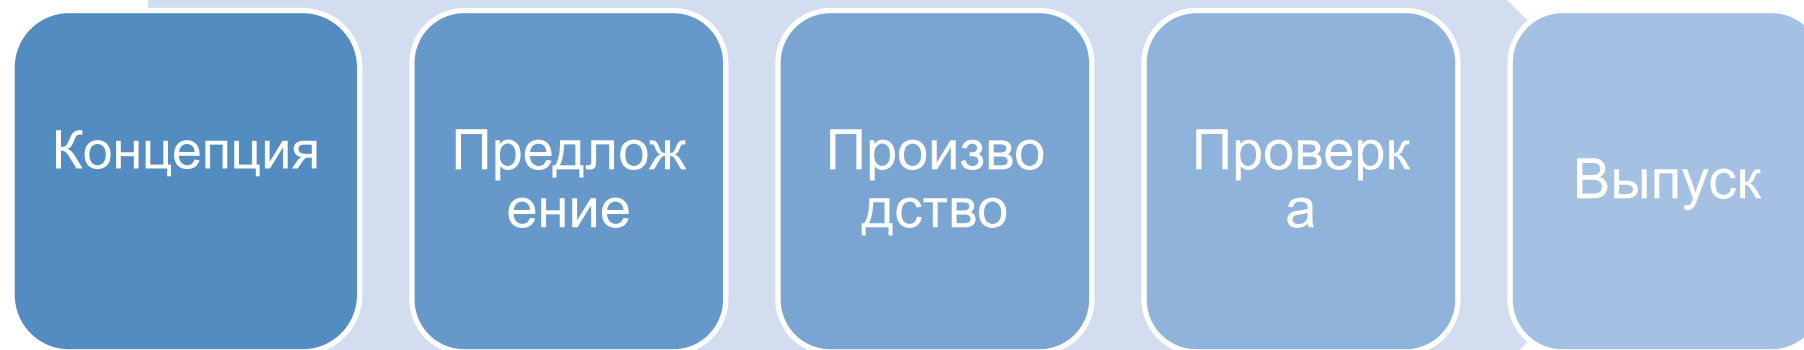 Концепция
Предлож
ение
Произво
дство
Проверк
а
Выпуск